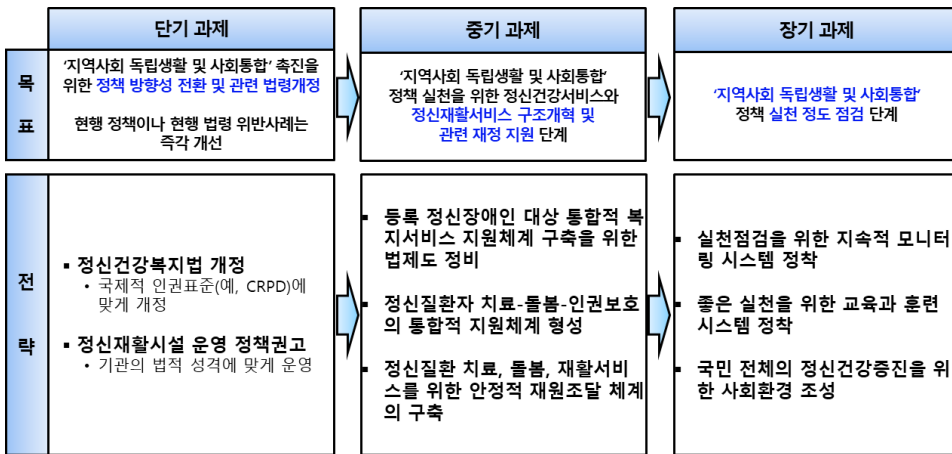 단기 과제
중기 과제
장기 과제
목
표
'지역사회 독립생활 및 사회통합' 촉진을
위한 정책 방향성 전환 및 관련 법령개정
현행 정책이나 현행 법령 위반사례는
즉각 개선
'지역사회 독립생활 및 사회통합'
정책 실천을 위한 정신건강서비스와
정신재활서비스 구조개혁 및
관련 재정 지원 단계
'지역사회 독립생활 및 사회통합'
정책 실천 정도 점검 단계
전
략
▪ 정신건강복지법 개정
• 국제적 인권표준(예, CRPD)에
맞게 개정
▪ 정신재활시설 운영 정책권고
• 기관의 법적 성격에 맞게 운영
▪ 등록 정신장애인 대상 통합적 복
지서비스 지원체계 구축을 위한
법제도 정비
▪ 정신질환자 치료-돌봄-인권보호
의 통합적 지원체계 형성
▪ 정신질환 치료, 돌봄, 재활서비
스를 위한 안정적 재원조달 체계
의 구축
▪ 실천점검을 위한 지속적 모니터
링 시스템 정착
▪ 좋은 실천을 위한 교육과 훈련
시스템 정착
▪ 국민 전체의 정신건강증진을 위
한 사회환경 조성